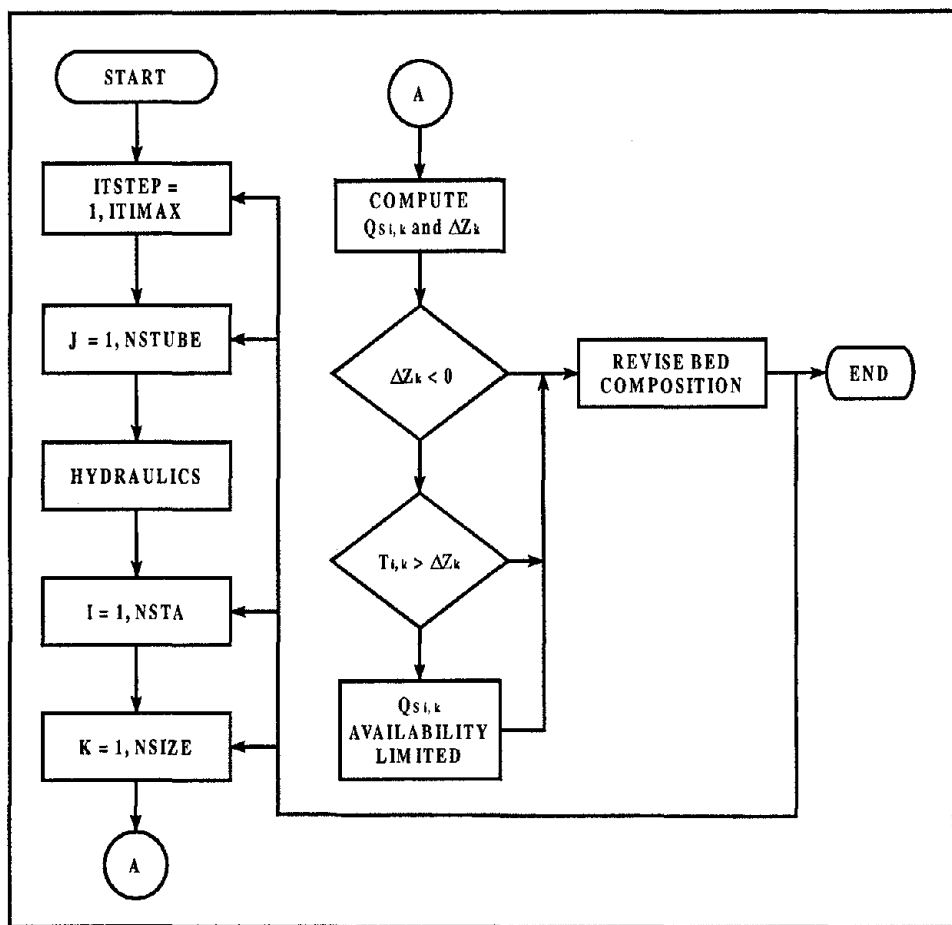 START
ITSTEP =
1, ITIMAX
J = 1, NSTUBE
HYDRAULICS
I = 1, NSTA
K = 1, NSIZE
A
A
COMPUTE
Qsi,k and ΔZk
ΔZk < 0
Ti,k > ΔZk
Qsi,k
AVAILABILITY
LIMITED
REVISE BED
COMPOSITION
END